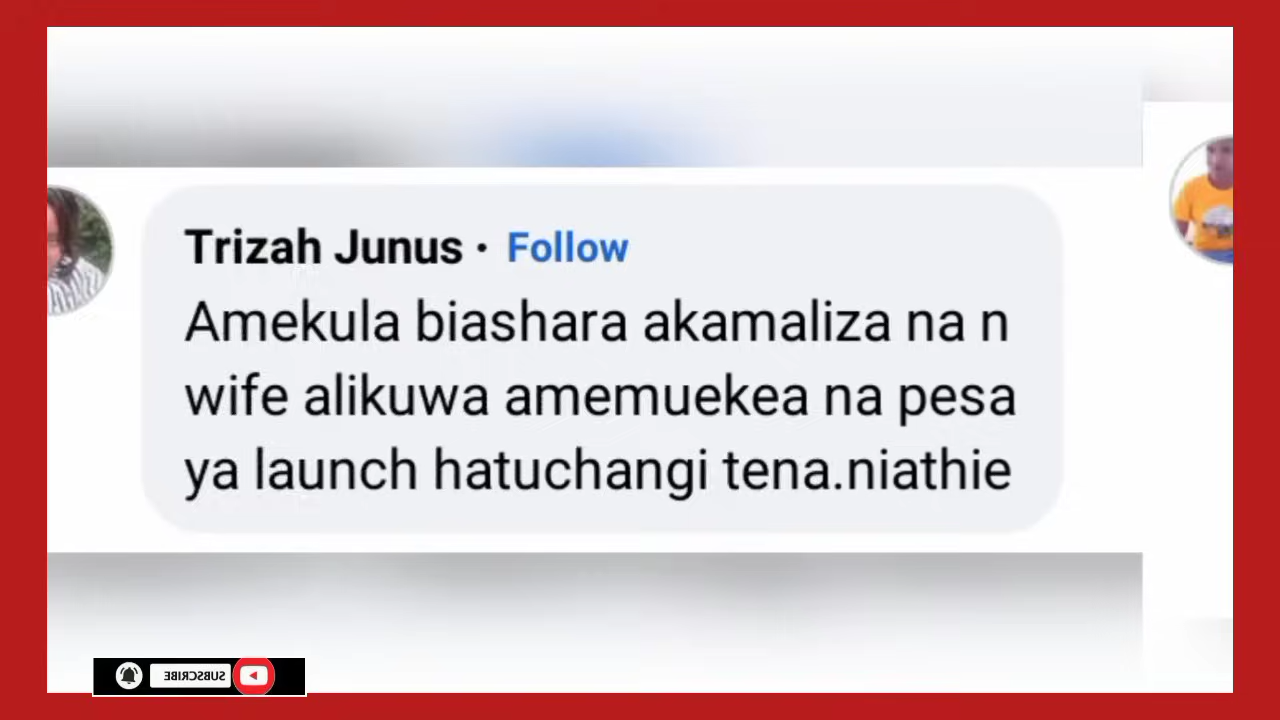 Trizah Junus · Follow
Amekula biashara akamaliza na n
wife alikuwa amemuekea na pesa
ya launch hatuchangi tena.niathie
SUBSCRIBE